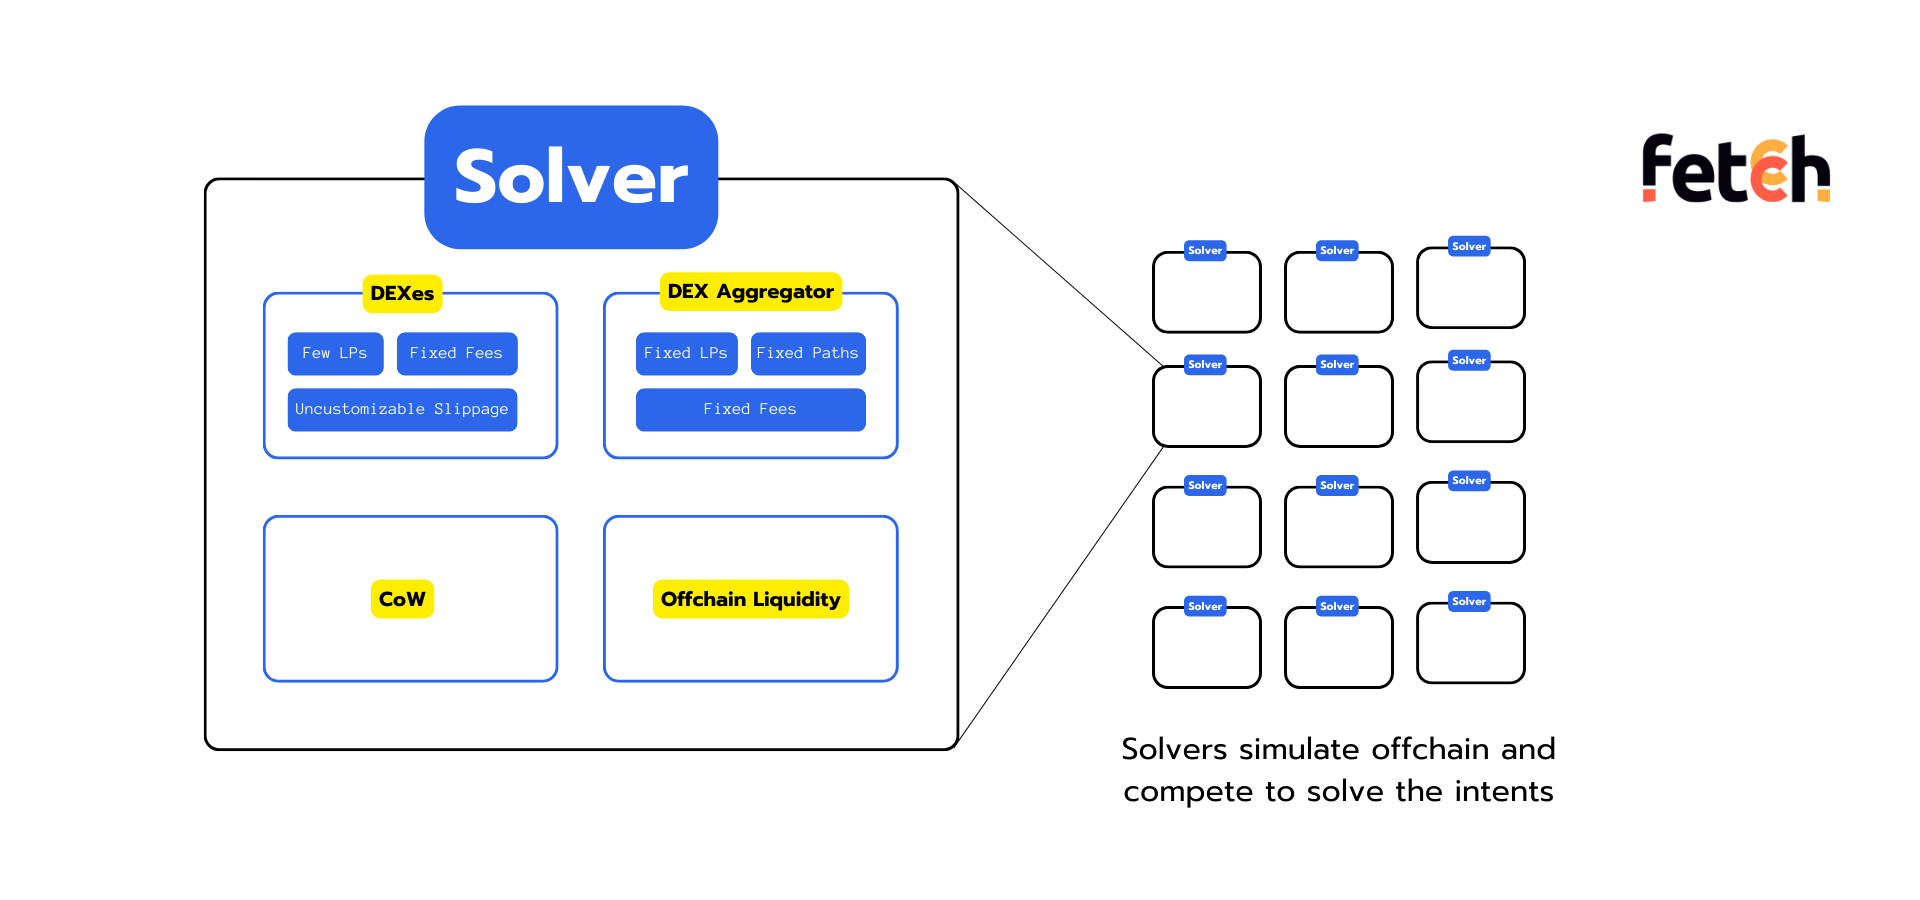 Solver
DEXes
Few LPs
Fixed Fees
Uncustomizable Slippage
DEX Aggregator
Fixed LPs
Fixed Paths
Fixed Fees
CoW
Offchain Liquidity
fetch
Solver
Solver
Solver
Solver
Solver
Solver
Solver
Solver
Solver
Solver
Solver
Solver
Solvers simulate offchain and
compete to solve the intents